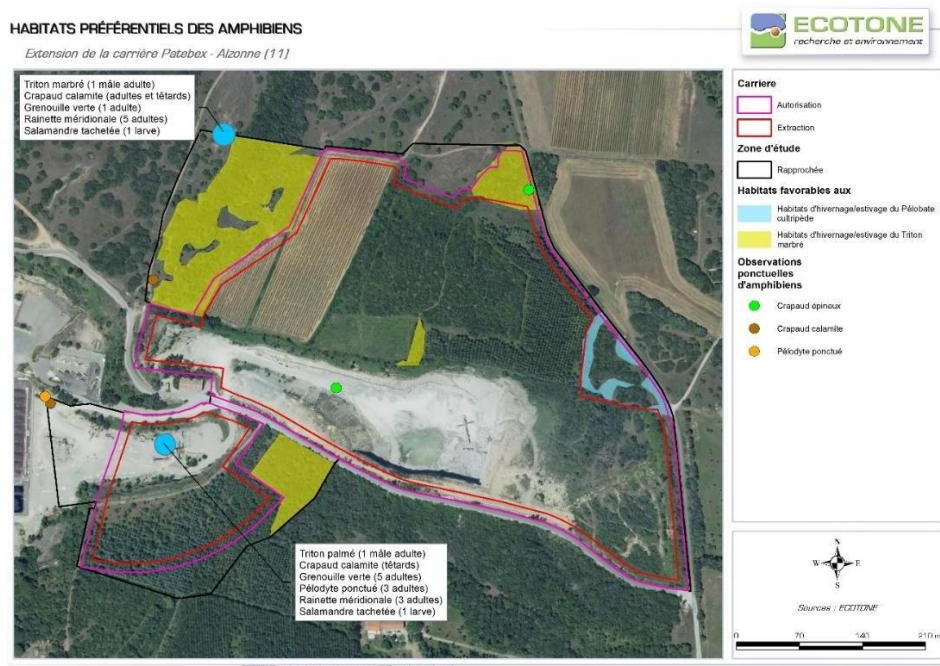 HABITATS PRÉFÉRENTIELS DES AMPHIBIENS
Extension de la carrière Patebex - Alzonne [11]
ECOTONE
recherche et environnement
Triton marbré (1 mâle adulte)
Crapaud calamite (adultes et têtards)
Grenouille verte (1 adulte)
Rainette méridionale (5 adultes)
Salamandre tachetée (1 larve)
Triton palmé (1 mâle adulte)
Crapaud calamite (têtards)
Grenouille verte (5 adultes)
Pélodyte ponctué (3 adultes)
Rainette méridionale (3 adultes)
Salamandre tachetée (1 larve)
Carrière
Autorisation
Extraction
Zone d'étude
Rapprochée
Habitats favorables aux
Habitats d'hivernage/estivage du Pélobate
cultripède
Habitats d'hivernage/estivage du Triton
marbré
Observations
ponctuelles
d'amphibiens
Crapaud épineux
Crapaud calamite
Pélodyte ponctué
N
W E
S
Sources : ECOTONE
0 70 140 210 m